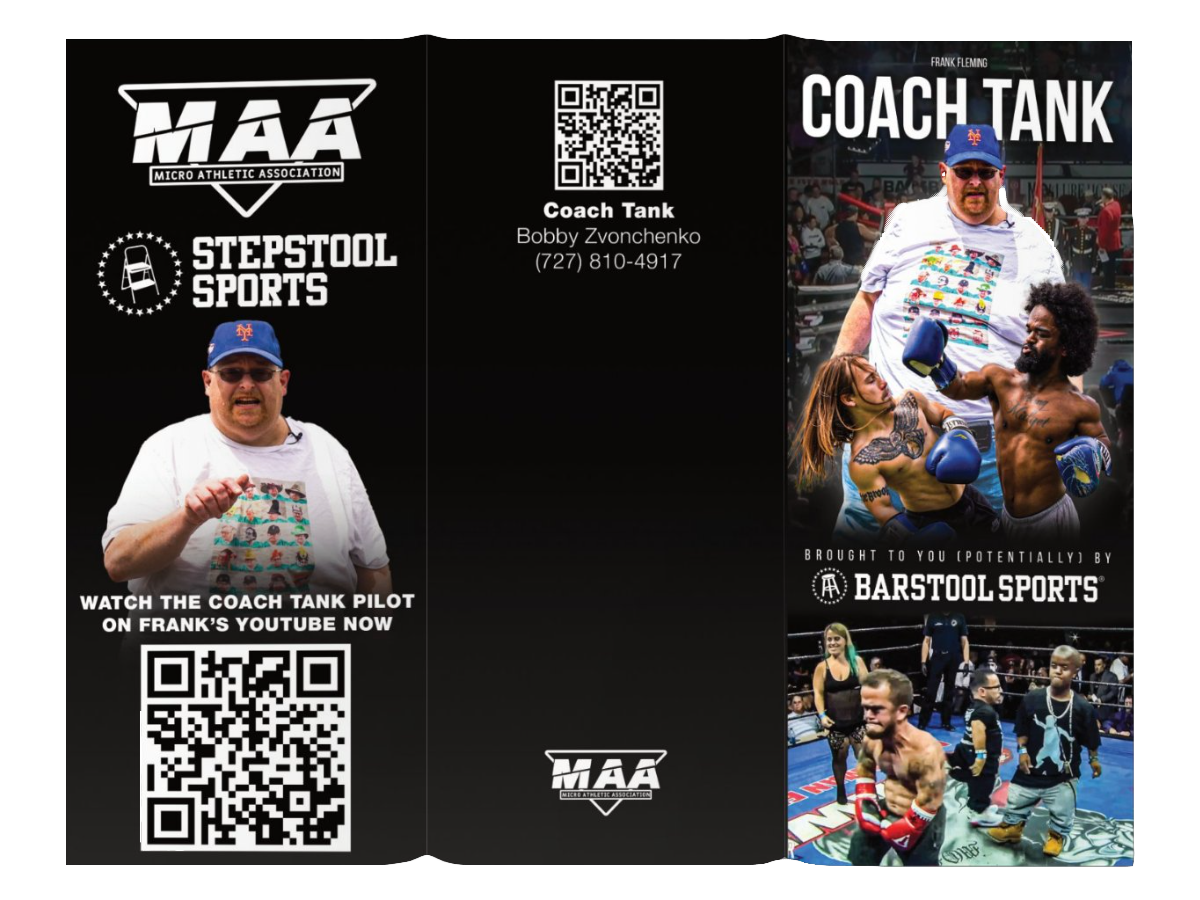 MAA
MICRO ATHLETIC ASSOCIATION
STEPSTOOL
SPORTS
WATCH THE COACH TANK PILOT
ON FRANK'S YOUTUBE NOW
Coach Tank
Bobby Zvonchenko
(727) 810-4917
MAA
MICRO ATHLETIC ASSOCIATION
FRANK FLEMING
COACH TANK
BROUGHT TO YOU (POTENTIALLY) BY
BARSTOOL SPORTS®